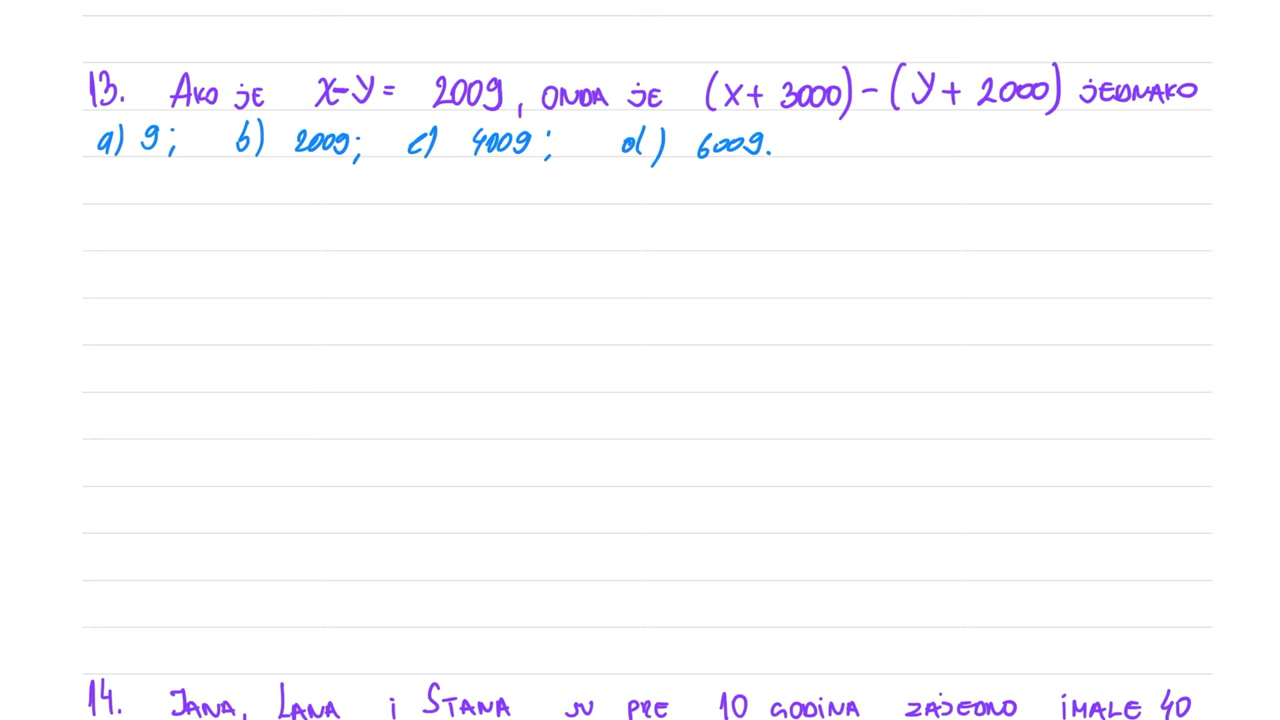 13. AKO JE X-Y= 2009, ONDA JE (X+ 3000) - (Y+ 2000) JEDNAKO
a) 9; b) 2009; c) 4009; d) 6009.
14. JANA, LANA i STANA SU PRE 10 GODINA ZAJEDNO IMALE 40